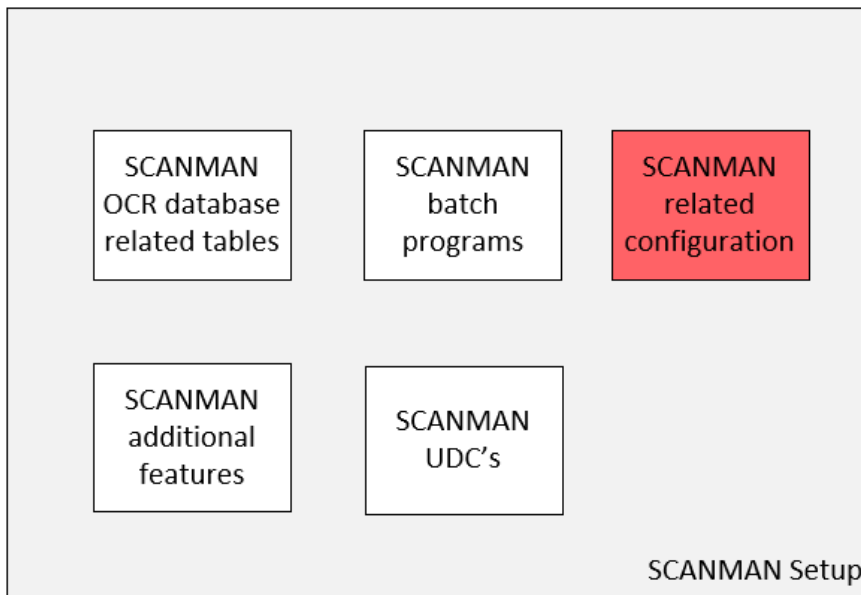 SCANMAN
OCR database
related tables
SCANMAN
batch
programs
SCANMAN
related
configuration
SCANMAN
additional
features
SCANMAN
UDC's
SCANMAN Setup